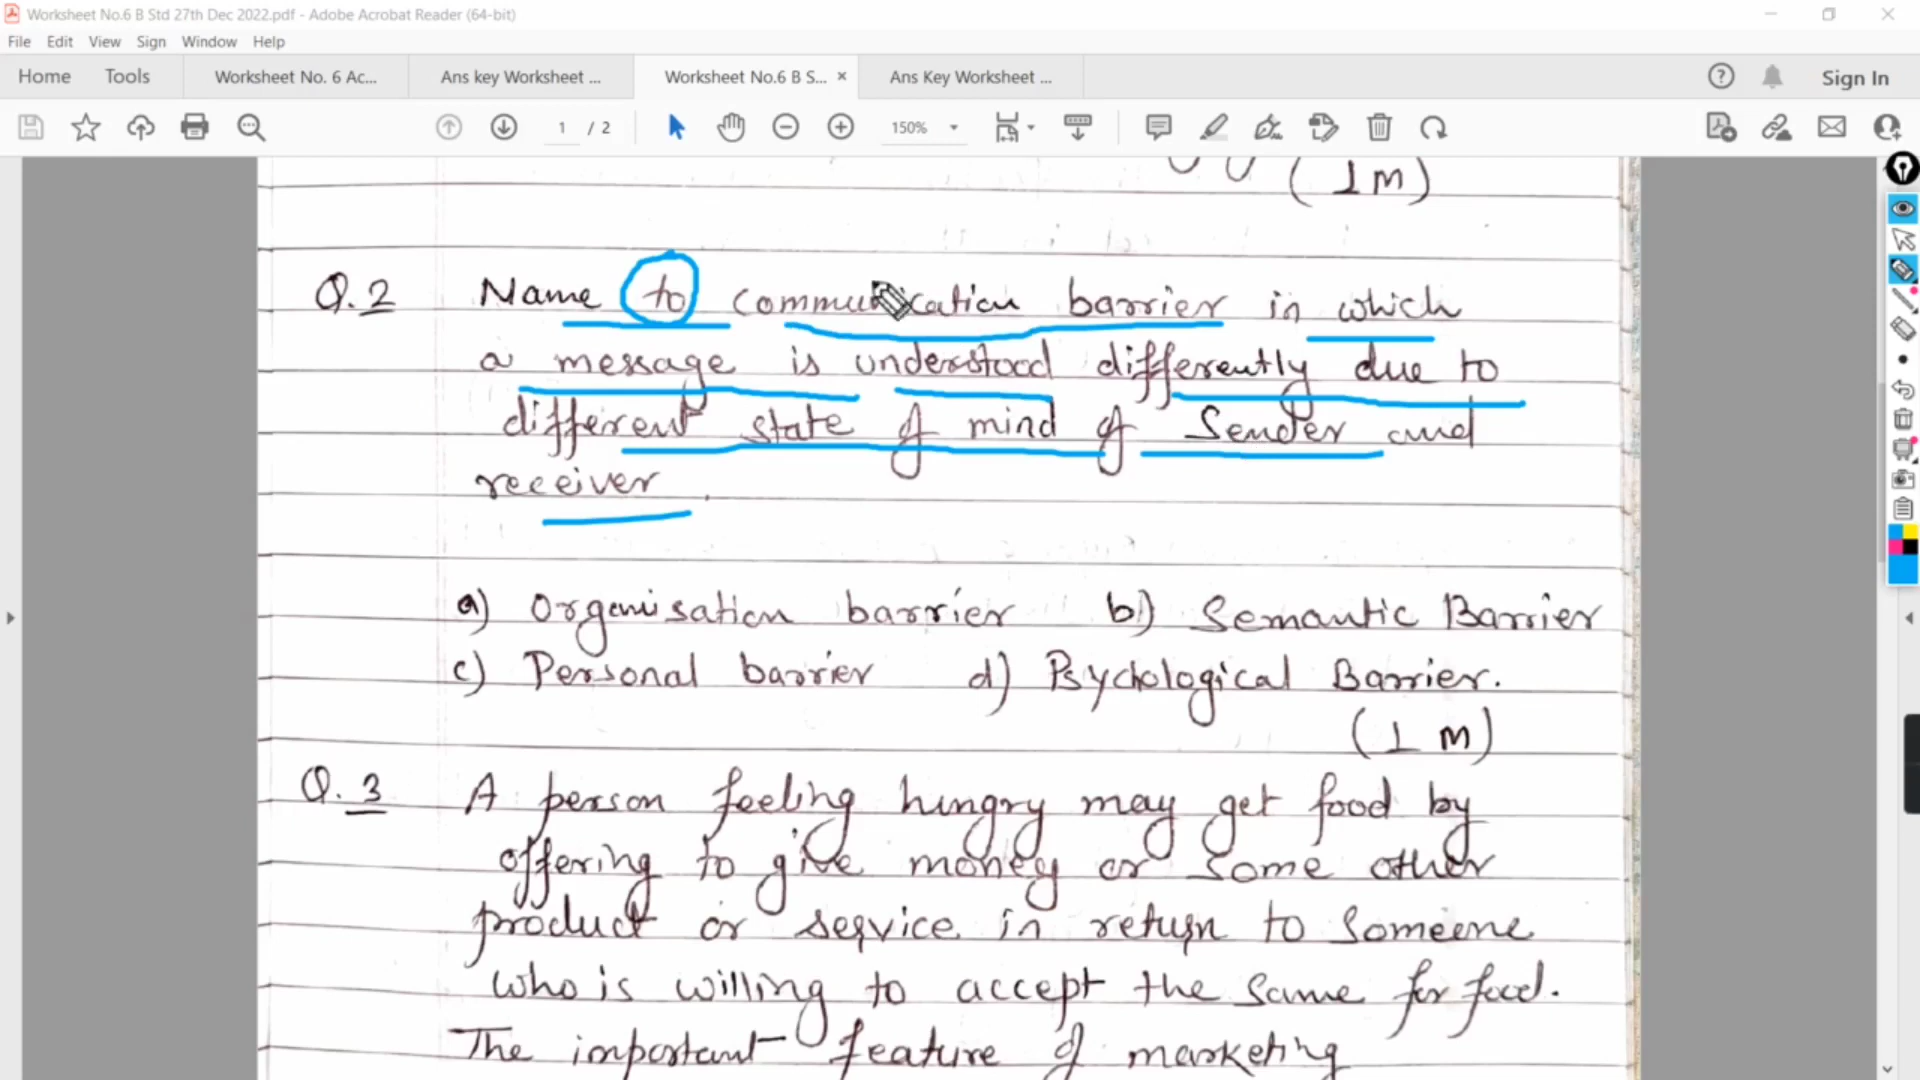 Worksheet No.6 B Std 27th Dec 2022.pdf - Adobe Acrobat Reader (64-bit)
File Edit View Sign Window Help
Home Tools Worksheet No. 6 Ac... Ans key Worksheet ... Worksheet No.6 B S... × Ans Key Worksheet ... Sign In
1 / 2 150%
(1M)
Q.2 Name to communication barrier in which
a message is understood differently due to
different state of mind of Sender and
receiver.
a) Organisation barrier b) Semantic Barrier
c) Personal barrier d) Psychological Barrier.
(1 M)
Q.3 A person feeling hungry may get food by
offering to give money or some other
product or service in return to someone
who is willing to accept the same for food.
The important feature of marketing